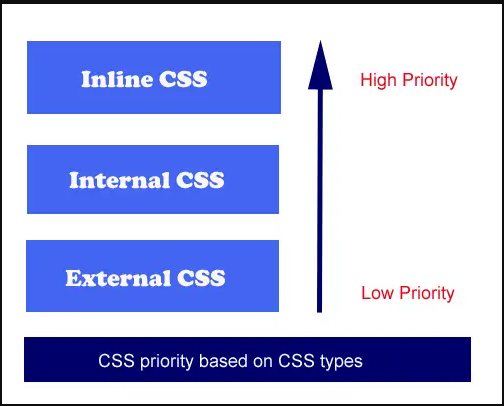 Inline CSS
High Priority
Internal CSS
External CSS
Low Priority
CSS priority based on CSS types